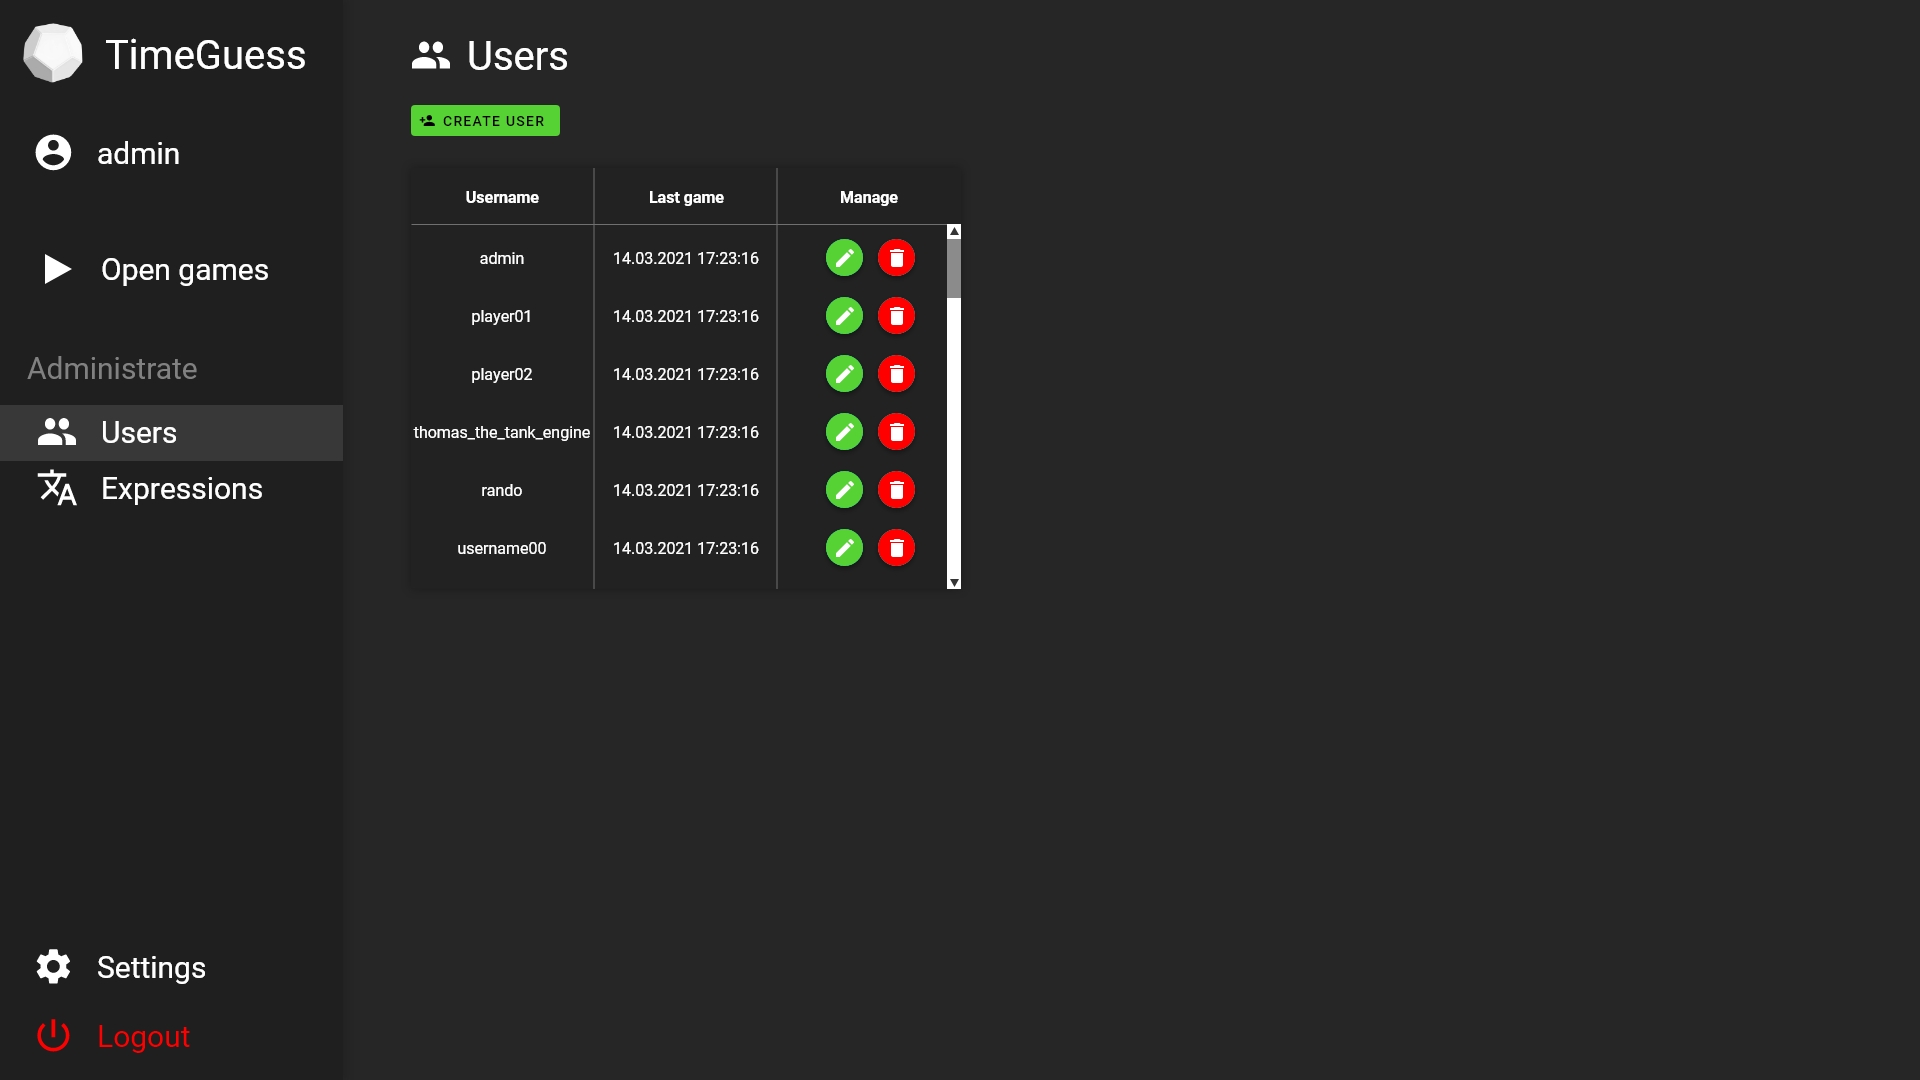 TimeGuess
admin
Open games
Administrate
Users
Expressions
Settings
Logout
Users
CREATE USER
Username Last game Manage
admin 14.03.2021 17:23:16
player01 14.03.2021 17:23:16
player02 14.03.2021 17:23:16
thomas_the_tank_engine 14.03.2021 17:23:16
rando 14.03.2021 17:23:16
username00 14.03.2021 17:23:16